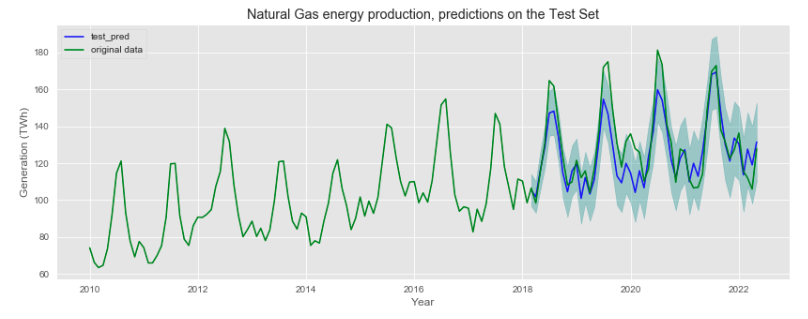 Natural Gas energy production, predictions on the Test Set
test_pred
original data
Generation (TWh)
180
160
140
120
100
80
60
2010
2012
2014
2016
2018
2020
2022
Year